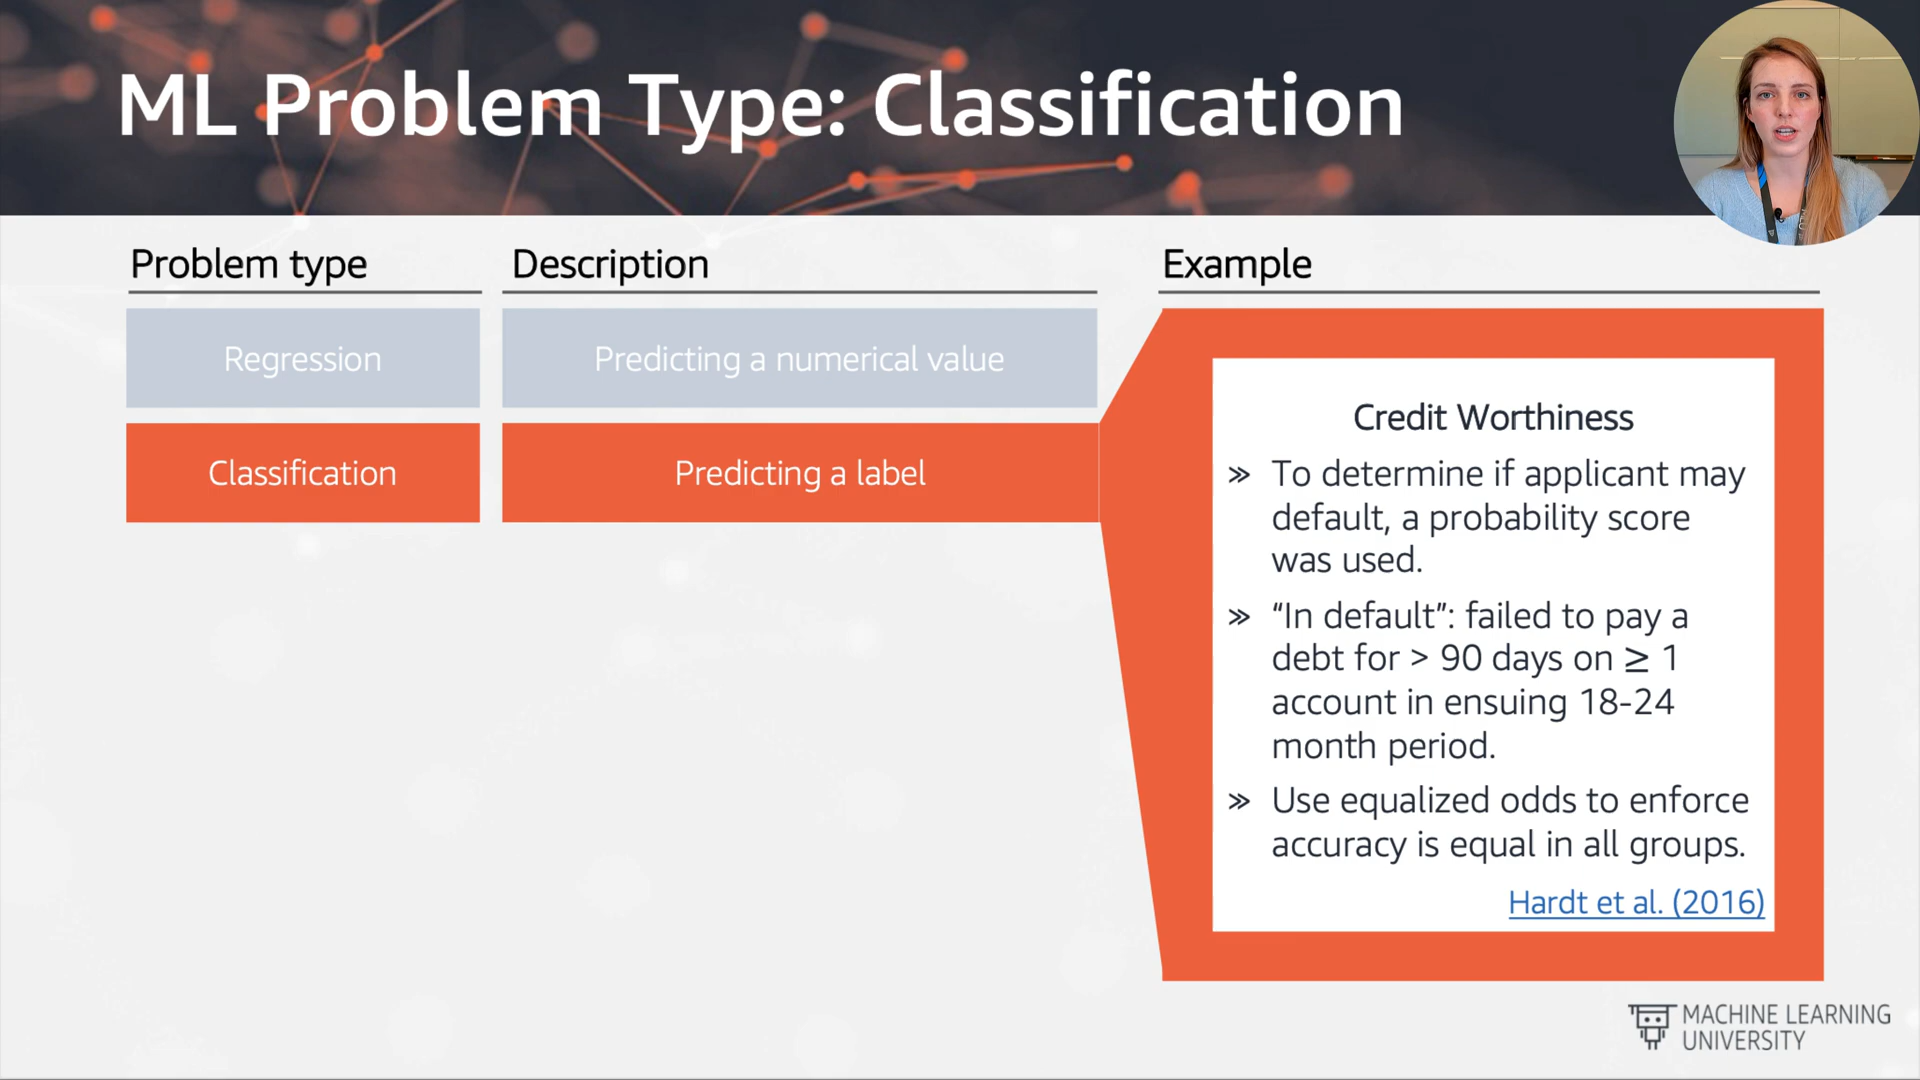 ML Problem Type: Classification
Problem type
Description
Example
Regression
Predicting a numerical value
Classification
Predicting a label
Credit Worthiness
» To determine if applicant may
default, a probability score
was used.
» “In default”: failed to pay a
debt for > 90 days on ≥ 1
account in ensuing 18-24
month period.
» Use equalized odds to enforce
accuracy is equal in all groups.
Hardt et al. (2016)
MACHINE LEARNING
UNIVERSITY